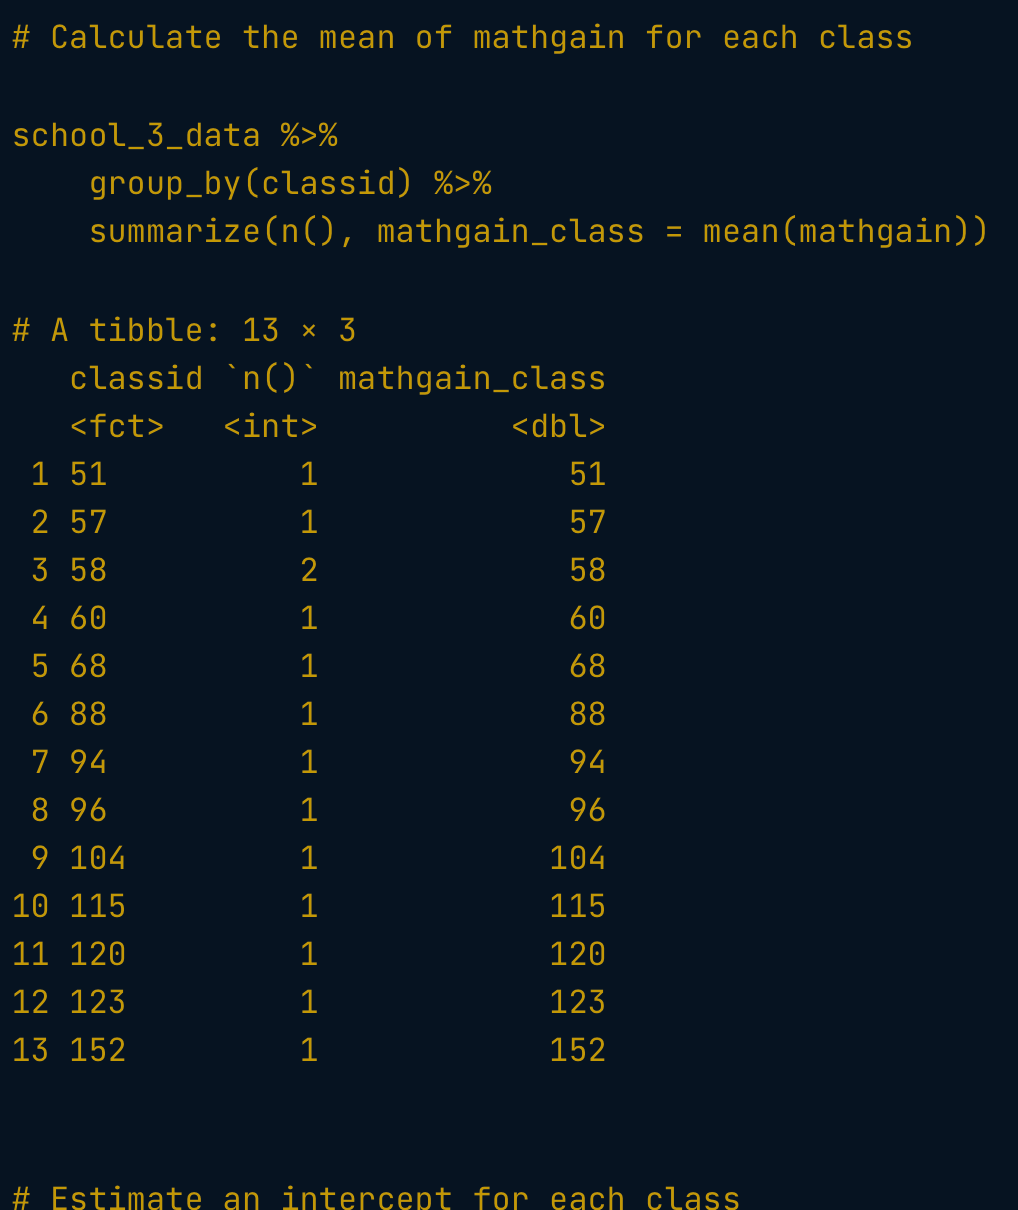 # Calculate the mean of mathgain for each class
school_3_data %>%
    group_by(classid) %>%
    summarize(n(), mathgain_class = mean(mathgain))
# A tibble: 13 × 3
   classid `n()` mathgain_class
   <fct>   <int>          <dbl>
 1 51          1             51
 2 57          1             57
 3 58          2             58
 4 60          1             60
 5 68          1             68
 6 88          1             88
 7 94          1             94
 8 96          1             96
 9 104         1            104
10 115         1            115
11 120         1            120
12 123         1            123
13 152         1            152
# Estimate an intercept for each class